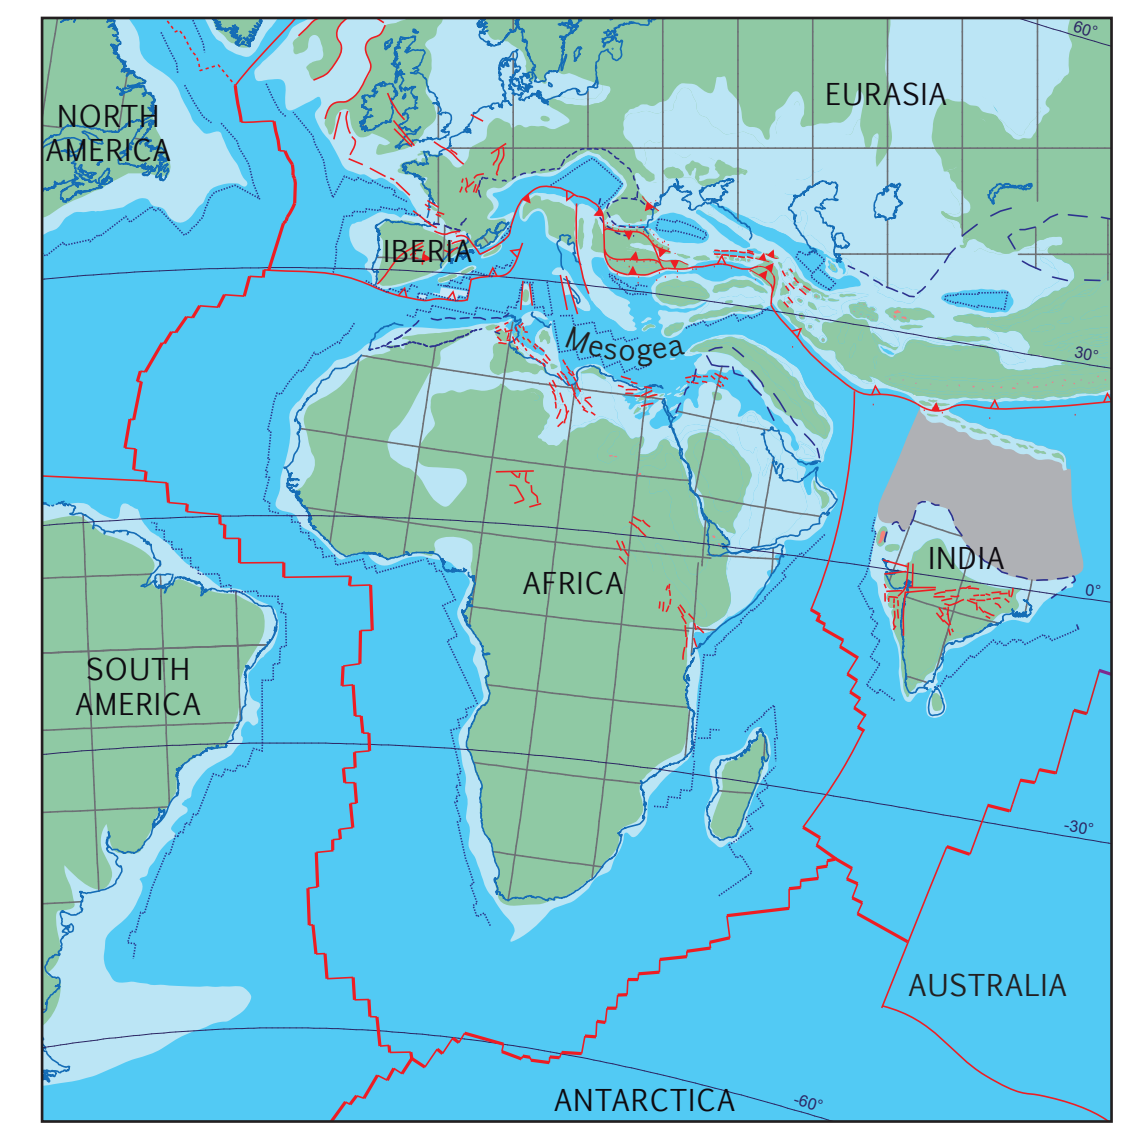 60°
EURASIA
NORTH
AMERICA
IBERIA
Mesogea
30°
INDIA
AFRICA
0°
SOUTH
AMERICA
-30°
AUSTRALIA
ANTARCTICA
-60°